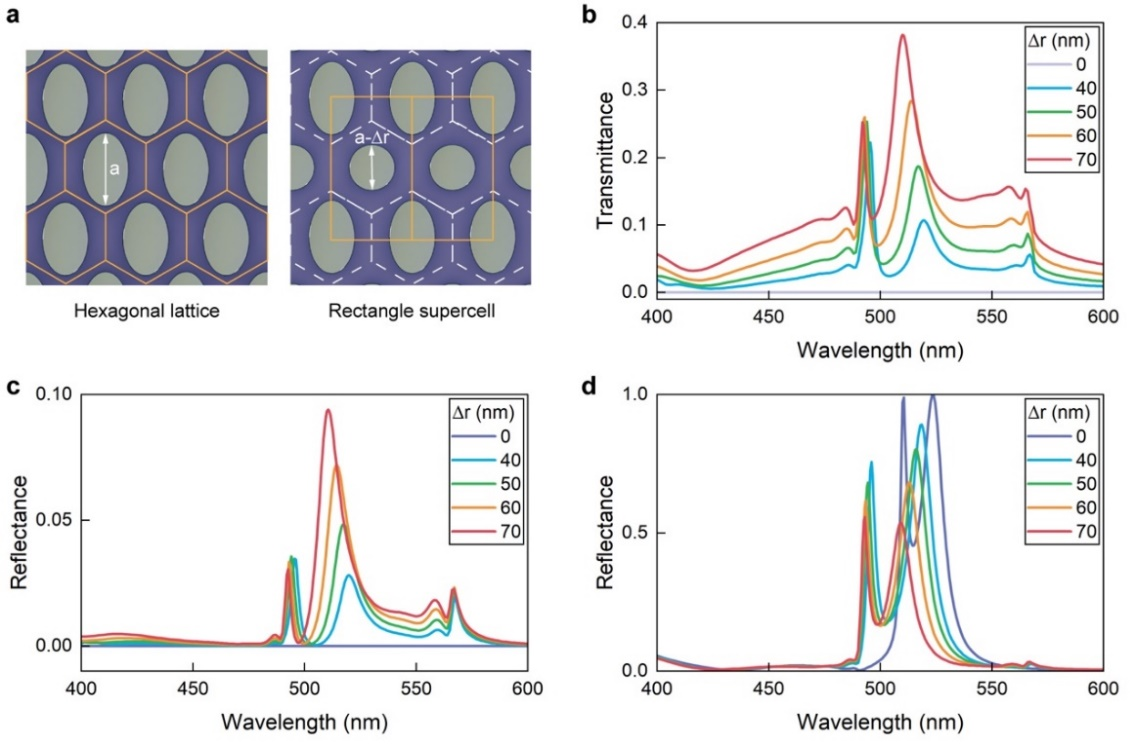 a
a
a-Δr
Hexagonal lattice
Rectangle supercell
b
Transmittance
0.4
0.3
0.2
0.1
0.0
400
450
500
550
600
Wavelength (nm)
Δr (nm)
0
40
50
60
70
c
Reflectance
0.10
0.05
0.00
400
450
500
550
600
Wavelength (nm)
Δr (nm)
0
40
50
60
70
d
Reflectance
1.0
0.5
0.0
400
450
500
550
600
Wavelength (nm)
Δr (nm)
0
40
50
60
70